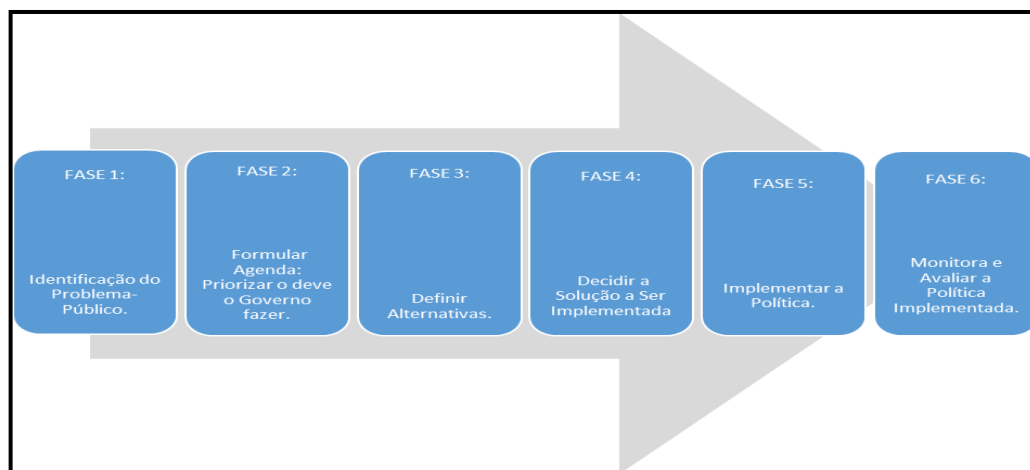 FASE 1:
Identificação do
Problema-
Público.
FASE 2:
Formular
Agenda:
Priorizar o deve
o Governo
fazer.
FASE 3:
Definir
Alternativas.
FASE 4:
Decidir a
Solução a Ser
Implementada
FASE 5:
Implementar a
Política.
FASE 6:
Monitora e
Avaliar a
Política
Implementada.